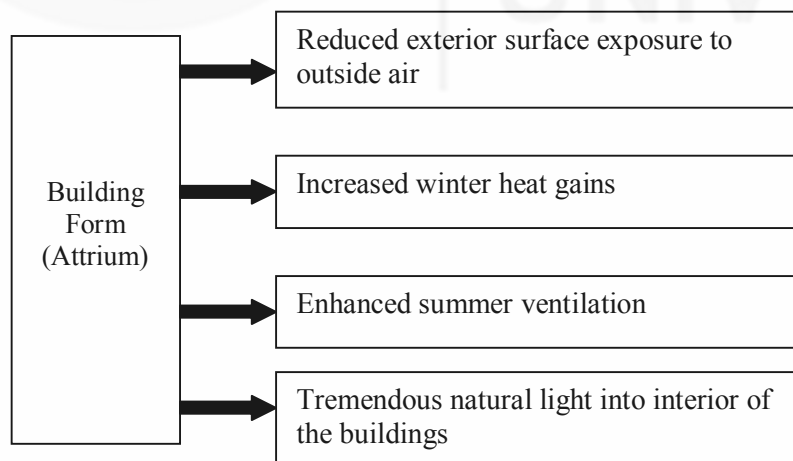 Building
Form
(Attrium)
Reduced exterior surface exposure to
outside air
Increased winter heat gains
Enhanced summer ventilation
Tremendous natural light into interior of
the buildings